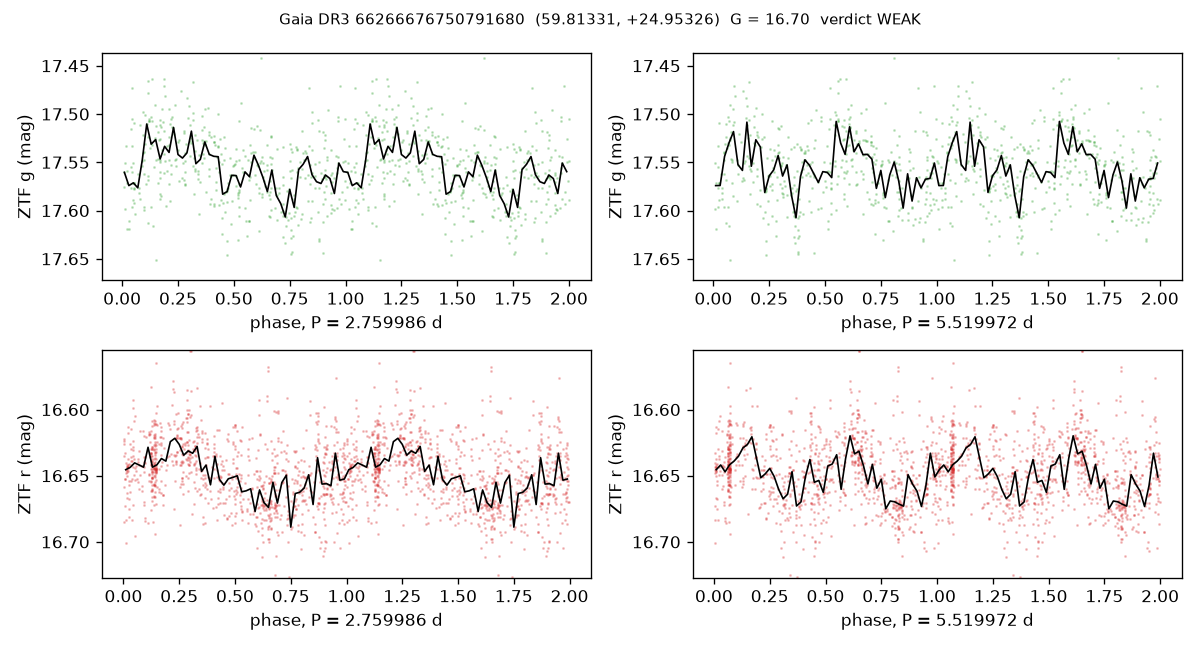 Gaia DR3 66266676750791680  (59.81331, +24.95326)  G = 16.70  verdict WEAK
17.45
17.50
17.55
17.60
17.65
ZTF g (mag)
0.00 0.25 0.50 0.75 1.00 1.25 1.50 1.75 2.00
phase, P = 2.759986 d
17.45
17.50
17.55
17.60
17.65
ZTF g (mag)
0.00 0.25 0.50 0.75 1.00 1.25 1.50 1.75 2.00
phase, P = 5.519972 d
16.60
16.65
16.70
ZTF r (mag)
0.00 0.25 0.50 0.75 1.00 1.25 1.50 1.75 2.00
phase, P = 2.759986 d
16.60
16.65
16.70
ZTF r (mag)
0.00 0.25 0.50 0.75 1.00 1.25 1.50 1.75 2.00
phase, P = 5.519972 d